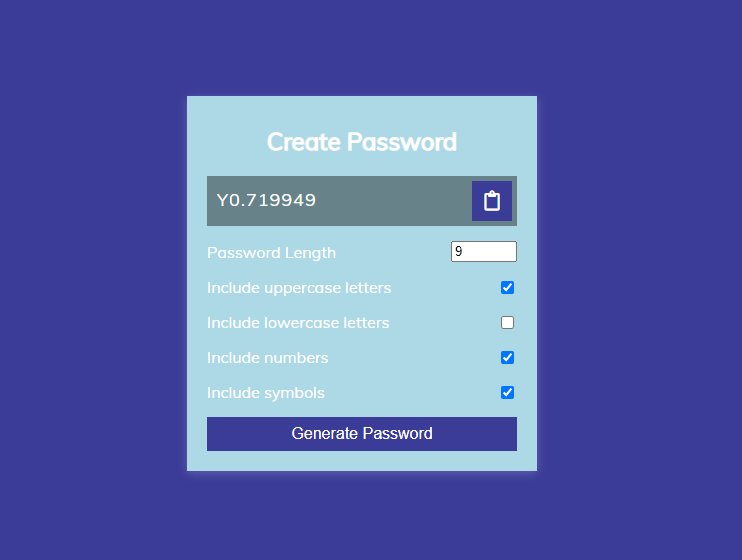 Create Password
Y0.719949
Password Length 9
Include uppercase letters
Include lowercase letters
Include numbers
Include symbols
Generate Password